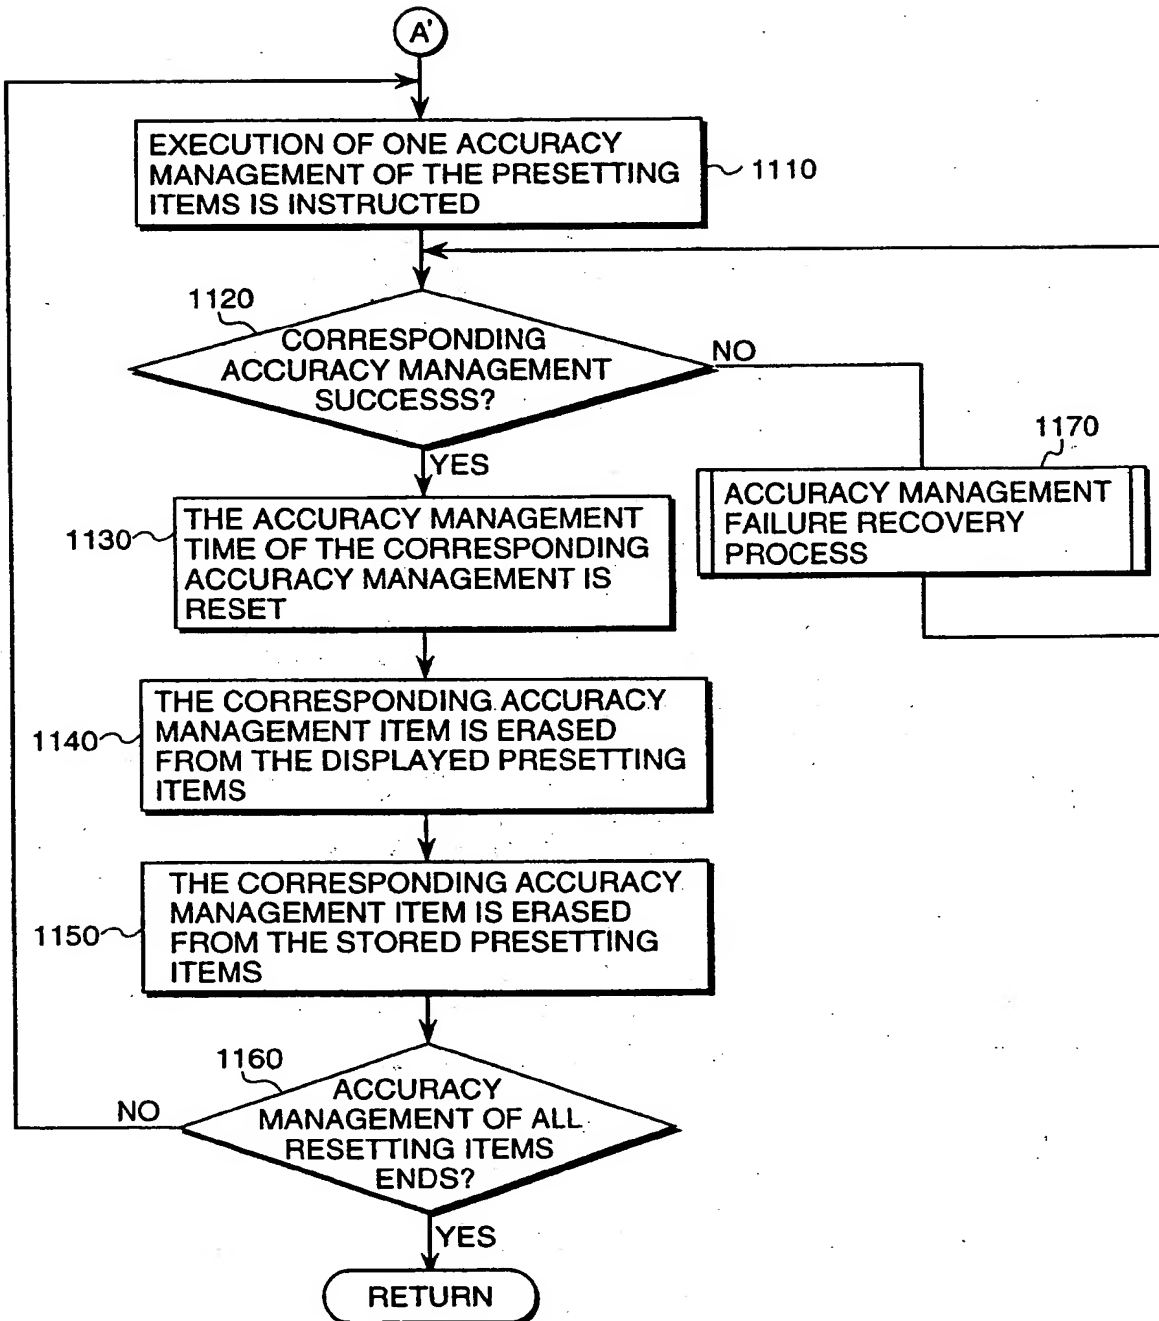 A'
EXECUTION OF ONE ACCURACY
MANAGEMENT OF THE PRESETTING
ITEMS IS INSTRUCTED
1110
1120
CORRESPONDING
ACCURACY MANAGEMENT
SUCCESSS?
NO
YES
1170
ACCURACY MANAGEMENT
FAILURE RECOVERY
PROCESS
1130
THE ACCURACY MANAGEMENT
TIME OF THE CORRESPONDING
ACCURACY MANAGEMENT IS
RESET
1140
THE CORRESPONDING ACCURACY
MANAGEMENT ITEM IS ERASED
FROM THE DISPLAYED PRESETTING
ITEMS
1150
THE CORRESPONDING ACCURACY
MANAGEMENT ITEM IS ERASED
FROM THE STORED PRESETTING
ITEMS
1160
ACCURACY
MANAGEMENT OF ALL
RESETTING ITEMS
ENDS?
NO
YES
RETURN